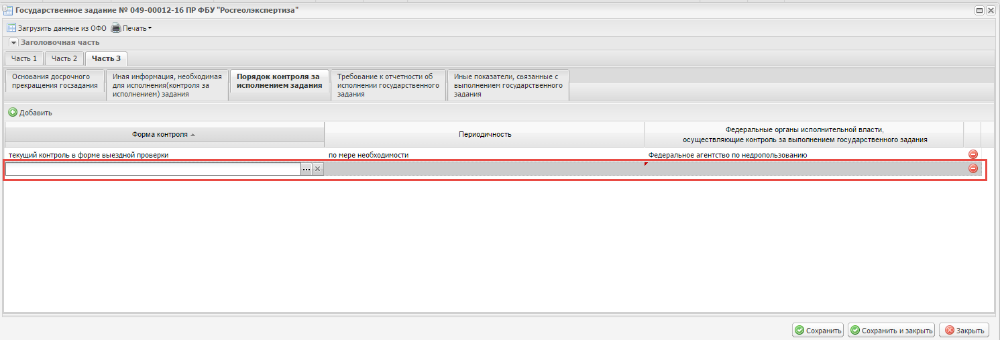 Государственное задание № 049-00012-16 ПР ФБУ "Росгеолэкспертиза"
Загрузить данные из ОФО Печать
Заголовочная часть
Часть 1 Часть 2 Часть 3
Основания досрочного
прекращения госзадания
Иная информация, необходимая
для исполнения(контроля за
исполнением) задания
Порядок контроля за
исполнением задания
Требование к отчетности об
исполнении государственного
задания
Иные показатели, связанные с
выполнением государственного
задания
Добавить
Форма контроля
Периодичность
Федеральные органы исполнительной власти,
осуществляющие контроль за выполнением государственного задания
текущий контроль в форме выездной проверки по мере необходимости Федеральное агентство по недропользованию
...
Сохранить Сохранить и закрыть Закрыть